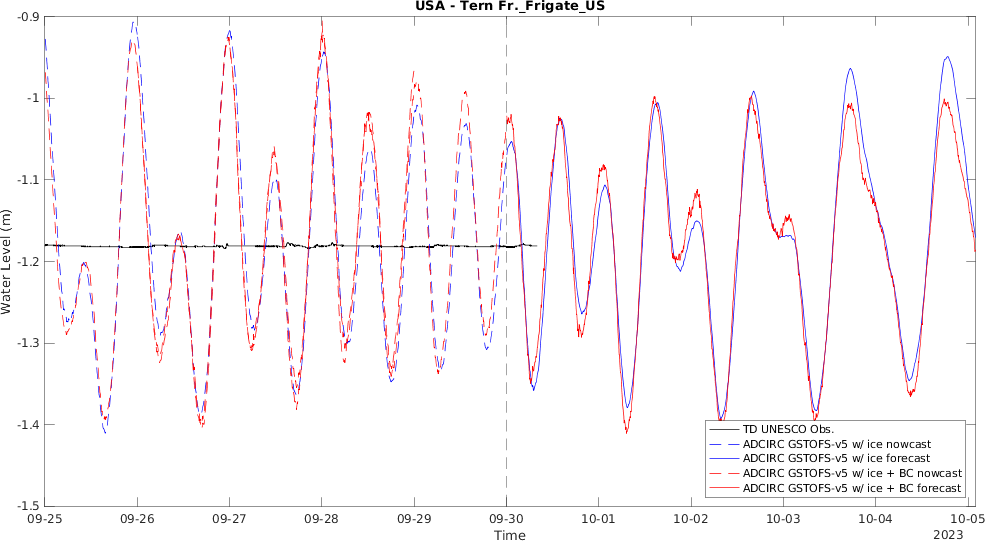 USA - Tern Fr._Frigate_US
-0.9
-1
-1.1
-1.2
-1.3
-1.4
-1.5
Water Level (m)
TD UNESCO Obs.
ADCIRC GSTOFS-v5 w/ ice nowcast
ADCIRC GSTOFS-v5 w/ ice forecast
ADCIRC GSTOFS-v5 w/ ice + BC nowcast
ADCIRC GSTOFS-v5 w/ ice + BC forecast
09-25 09-26 09-27 09-28 09-29 09-30 10-01 10-02 10-03 10-04 10-05
2023
Time